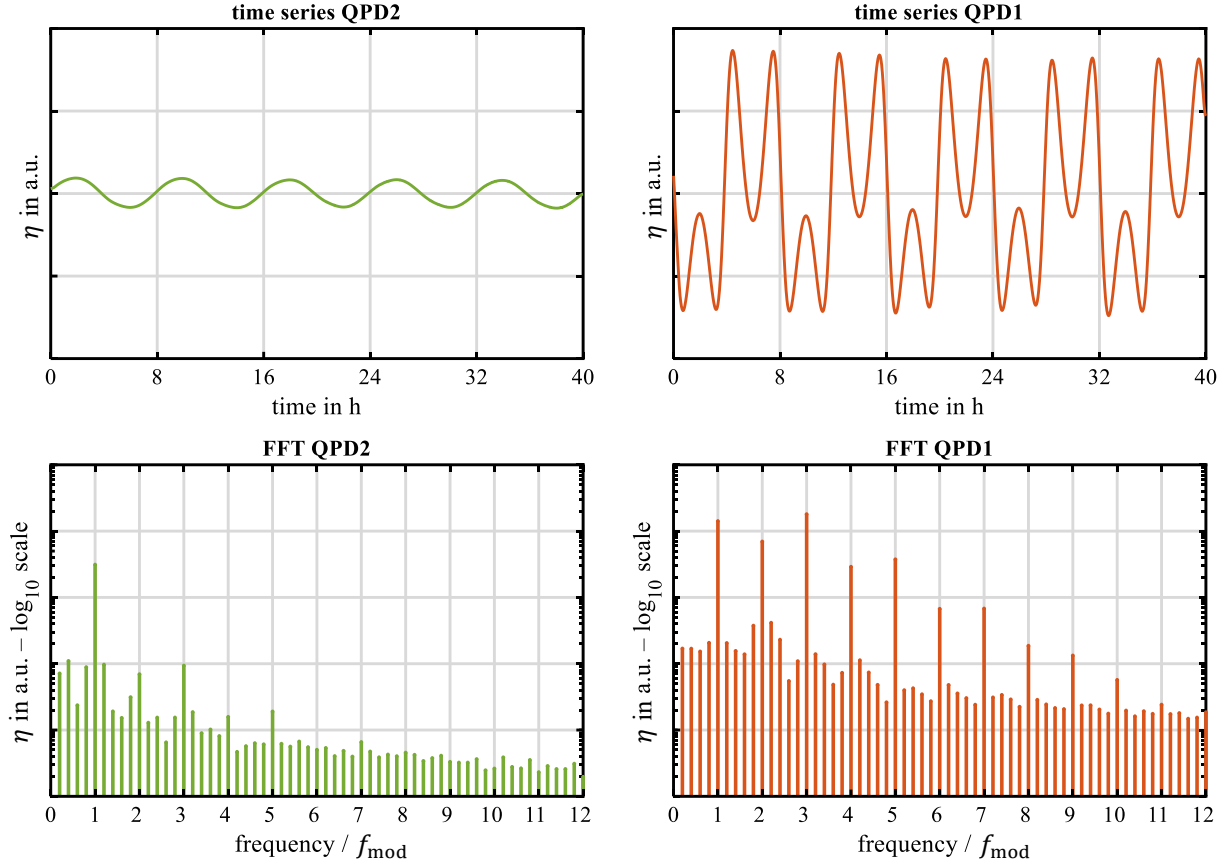 time series QPD2
η in a.u.
0 8 16 24 32 40
time in h
time series QPD1
η in a.u.
0 8 16 24 32 40
time in h
FFT QPD2
η in a.u. – log₁₀ scale
0 1 2 3 4 5 6 7 8 9 10 11 12
frequency / f_mod
FFT QPD1
η in a.u. – log₁₀ scale
0 1 2 3 4 5 6 7 8 9 10 11 12
frequency / f_mod